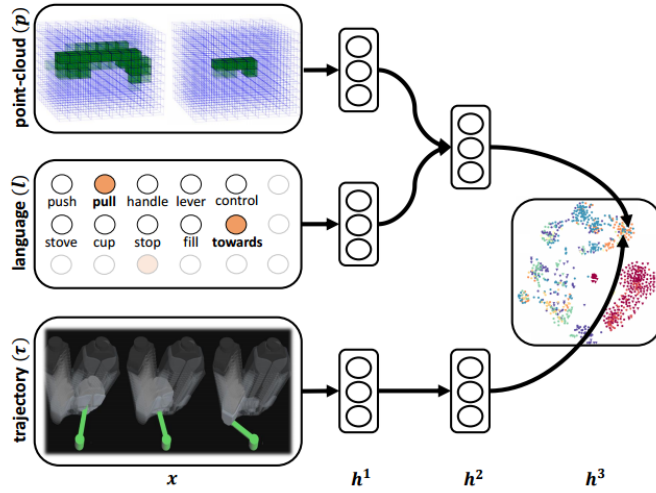 point-cloud (p)
language (l)
push pull handle lever control
stove cup stop fill towards
trajectory (τ)
x h¹ h² h³